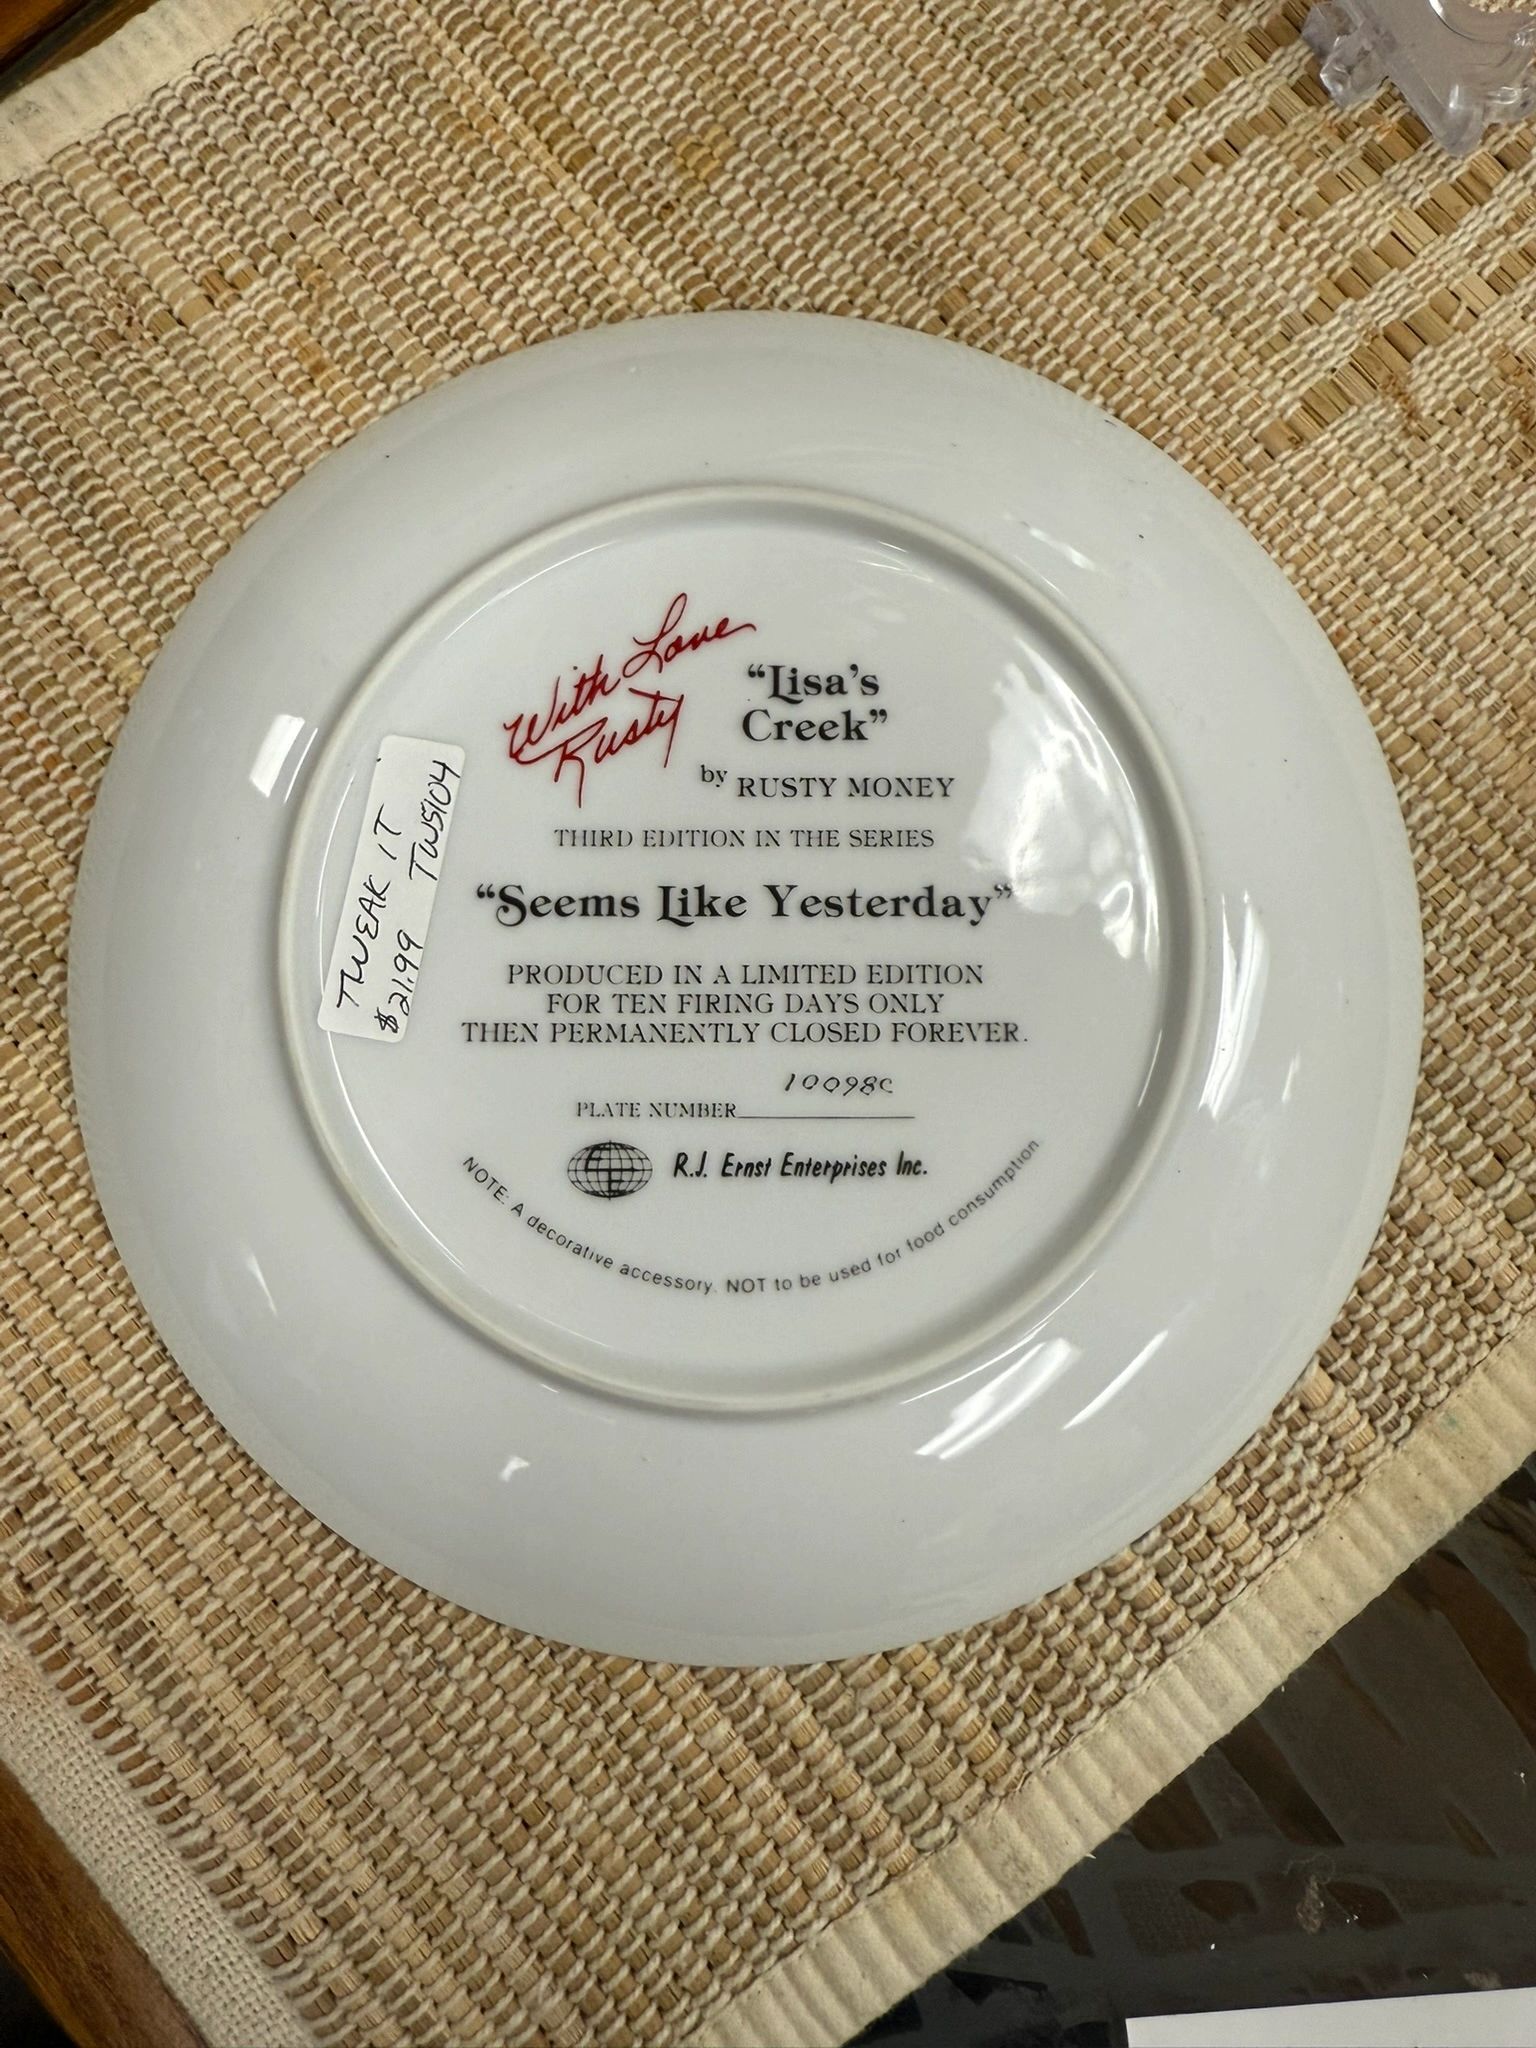 With Love
Rusty
“Lisa's
Creek”
by RUSTY MONEY
THIRD EDITION IN THE SERIES
“Seems Like Yesterday”
PRODUCED IN A LIMITED EDITION
FOR TEN FIRING DAYS ONLY
THEN PERMANENTLY CLOSED FOREVER.
10098C
PLATE NUMBER
R.J. Ernst Enterprises Inc.
NOTE: A decorative accessory. NOT to be used for food consumption
TWEAK IT
$21.99 TWS104